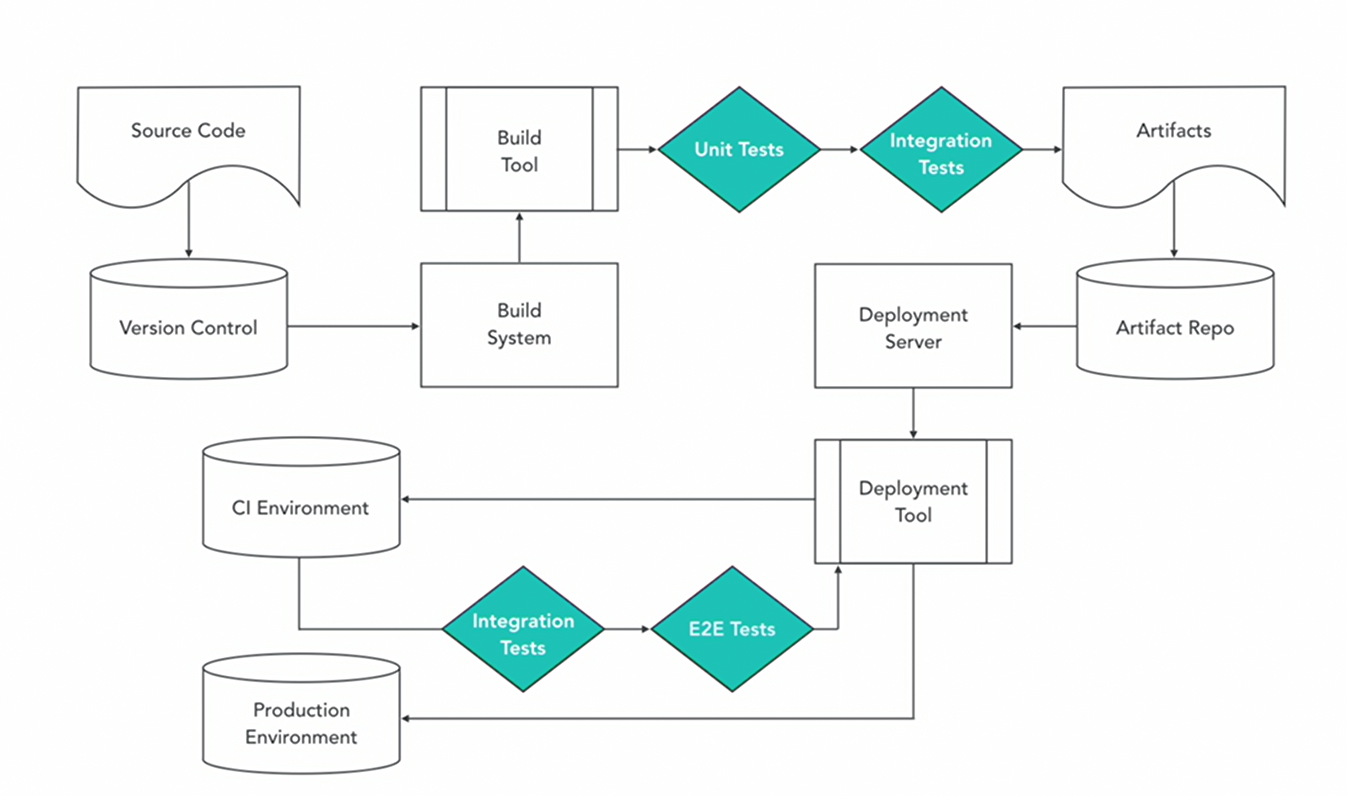 Source Code
Build
Tool
Unit Tests
Integration
Tests
Artifacts
Version Control
Build
System
Deployment
Server
Artifact Repo
CI Environment
Deployment
Tool
Integration
Tests
E2E Tests
Production
Environment